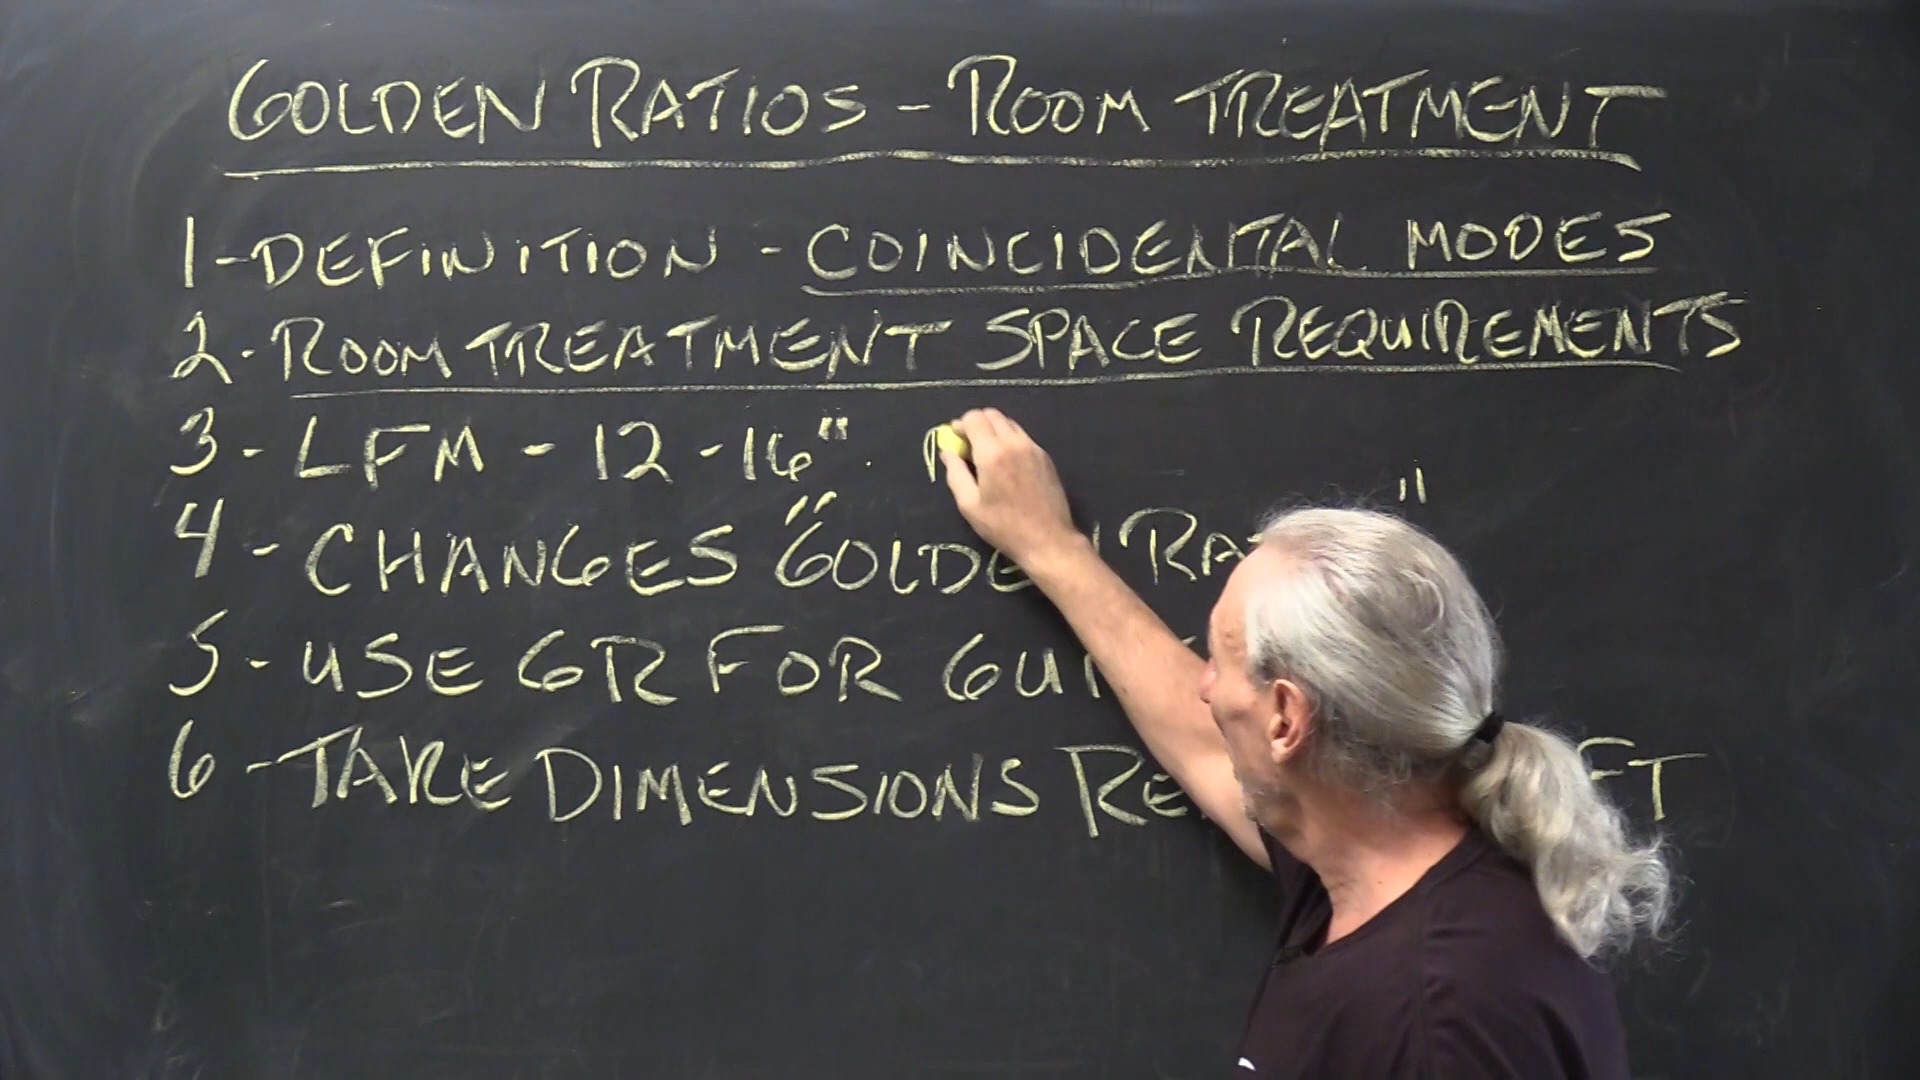 GOLDEN RATIOS - ROOM TREATMENT
1-DEFINITION - COINCIDENTAL MODES
2- ROOM TREATMENT SPACE REQUIREMENTS
3- LFM - 12 -16".
4- CHANGES "GOLDEN "
5- USE GR FOR
6-TAKE DIMENSIONS